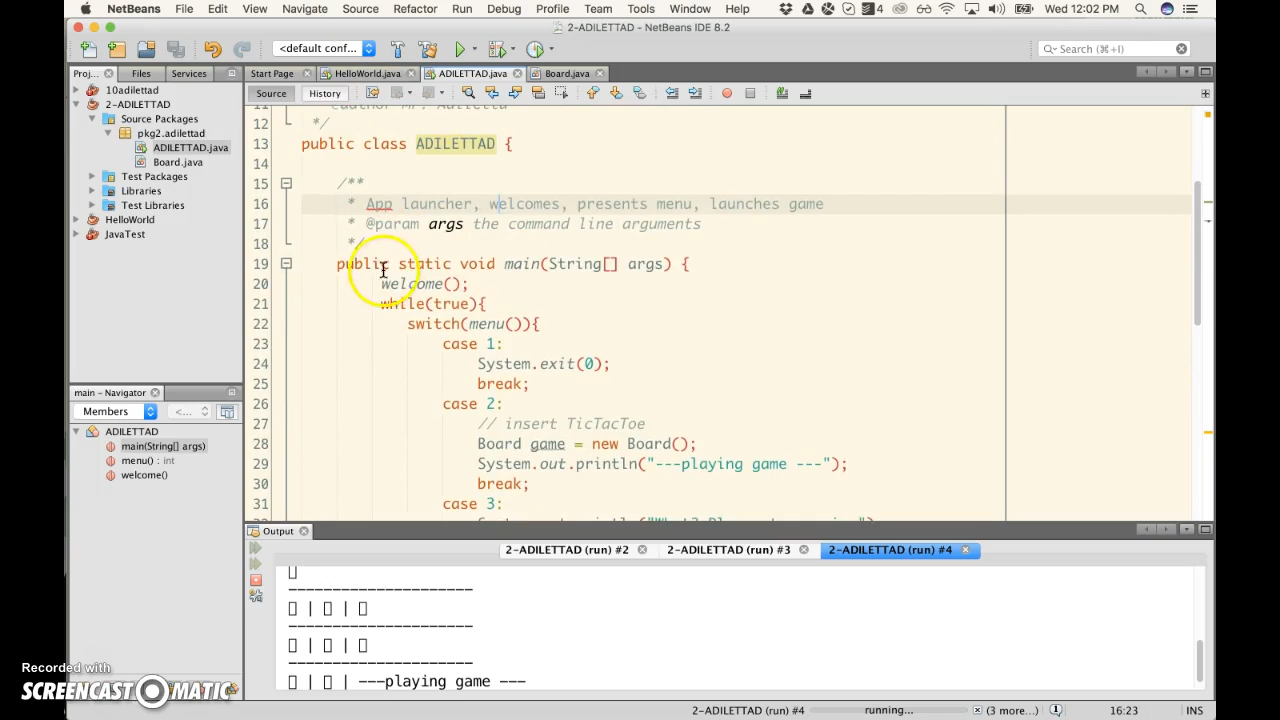 NetBeans File Edit View Navigate Source Refactor Run Debug Profile Team Tools Window Help 4 Wed 12:02 PM
2-ADILETTAD - NetBeans IDE 8.2
<default conf... Search (⌘+I)
Proj... Files Services Start Page HelloWorld.java ADILETTAD.java Board.java
Source History
10adilettad
2-ADILETTAD
Source Packages
pkg2.adilettad
ADILETTAD.java
Board.java
Test Packages
Libraries
Test Libraries
HelloWorld
JavaTest
12 */
13 public class ADILETTAD {
14
15 /**
16 * App launcher, welcomes, presents menu, launches game
17 * @param args the command line arguments
18 */
19 public static void main(String[] args) {
20 welcome();
21 while(true){
22 switch(menu()){
23 case 1:
24 System.exit(0);
25 break;
26 case 2:
27 // insert TicTacToe
28 Board game = new Board();
29 System.out.println("---playing game ---");
30 break;
31 case 3:
main - Navigator
Members <...
ADILETTAD
main(String[] args)
menu() : int
welcome()
Output
2-ADILETTAD (run) #2 2-ADILETTAD (run) #3 2-ADILETTAD (run) #4
---------------------
| |
---------------------
| |
---------------------
| | ---playing game ---
Recorded with
SCREENCAST-O-MATIC
2-ADILETTAD (run) #4 running... (3 more...) 16:23 INS